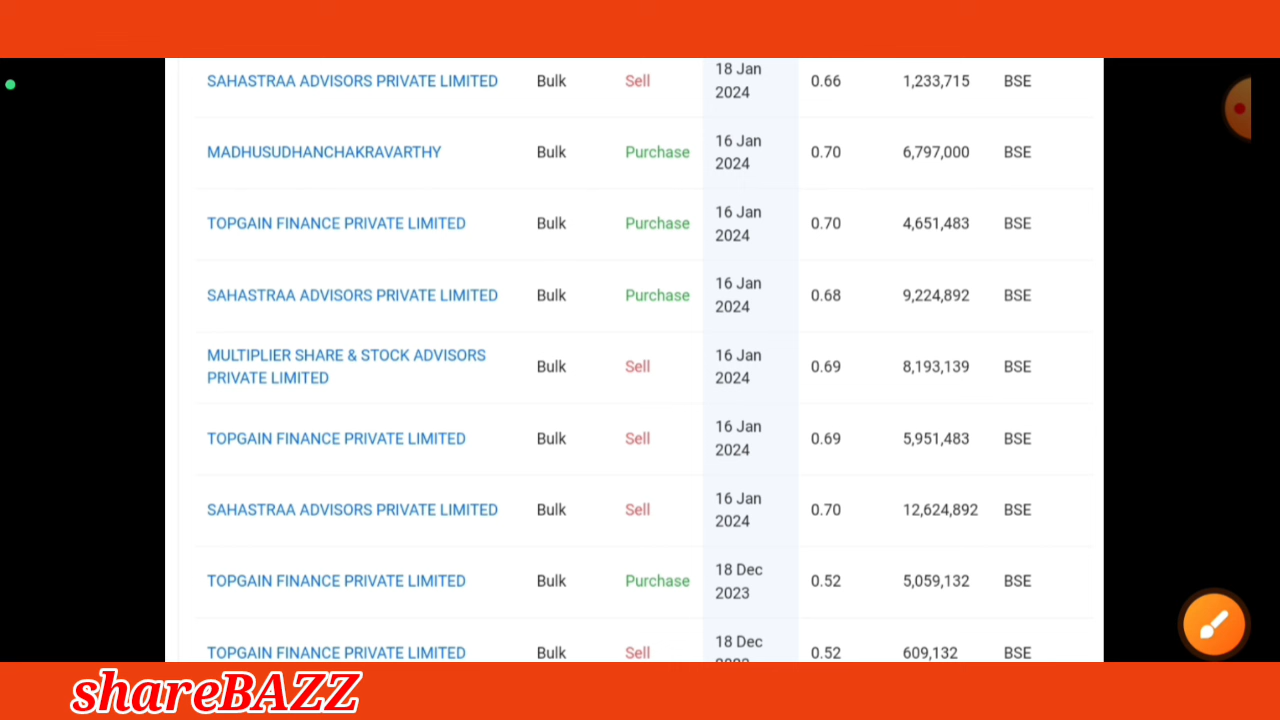 SAHASTRAA ADVISORS PRIVATE LIMITED Bulk Sell 18 Jan 2024 0.66 1,233,715 BSE
MADHUSUDHANCHAKRAVARTHY Bulk Purchase 16 Jan 2024 0.70 6,797,000 BSE
TOPGAIN FINANCE PRIVATE LIMITED Bulk Purchase 16 Jan 2024 0.70 4,651,483 BSE
SAHASTRAA ADVISORS PRIVATE LIMITED Bulk Purchase 16 Jan 2024 0.68 9,224,892 BSE
MULTIPLIER SHARE & STOCK ADVISORS PRIVATE LIMITED Bulk Sell 16 Jan 2024 0.69 8,193,139 BSE
TOPGAIN FINANCE PRIVATE LIMITED Bulk Sell 16 Jan 2024 0.69 5,951,483 BSE
SAHASTRAA ADVISORS PRIVATE LIMITED Bulk Sell 16 Jan 2024 0.70 12,624,892 BSE
TOPGAIN FINANCE PRIVATE LIMITED Bulk Purchase 18 Dec 2023 0.52 5,059,132 BSE
TOPGAIN FINANCE PRIVATE LIMITED Bulk Sell 18 Dec 0.52 609,132 BSE
shareBAZZ